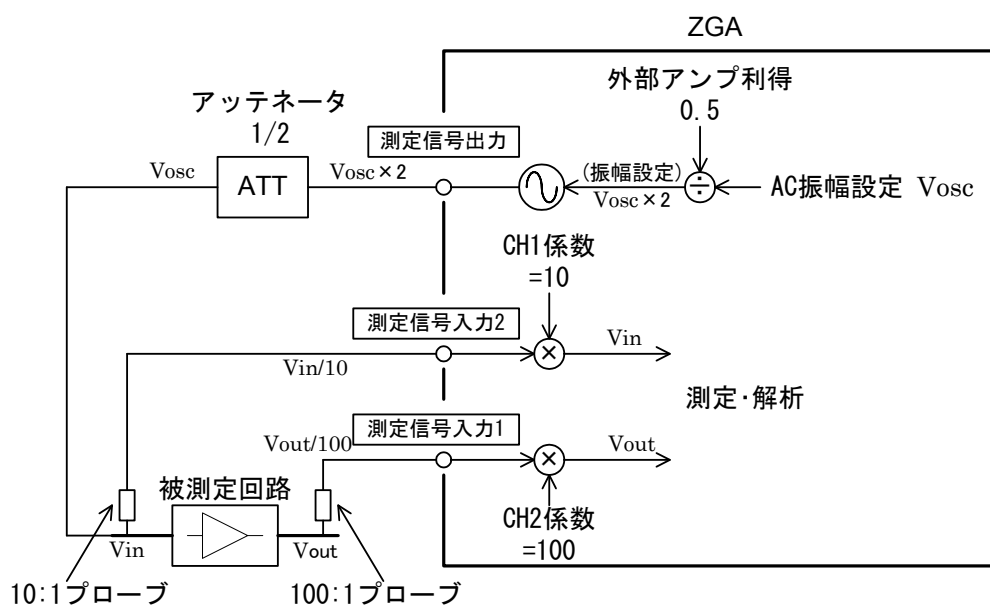 ZGA
外部アンプ利得
0.5
アッテネータ
1/2
測定信号出力
Vosc
ATT
Vosc×2
(振幅設定)
Vosc×2
÷
AC振幅設定 Vosc
CH1係数
=10
測定信号入力2
Vin/10
×
Vin
測定・解析
測定信号入力1
Vout/100
×
Vout
CH2係数
=100
被測定回路
Vin
Vout
10:1プローブ
100:1プローブ